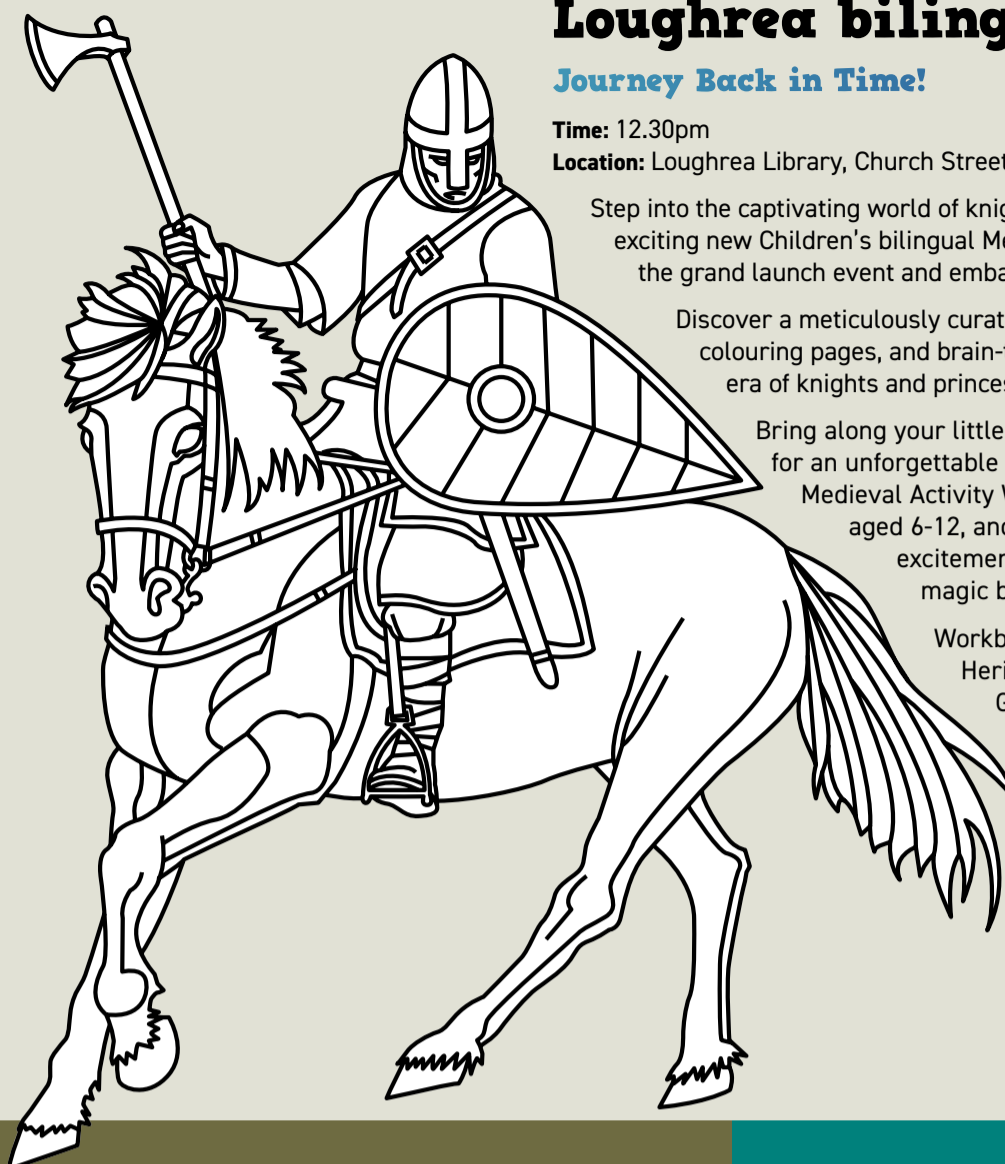 Loughrea biling
Journey Back in Time!
Time: 12.30pm
Location: Loughrea Library, Church Street
Step into the captivating world of knig
exciting new Children’s bilingual Me
the grand launch event and emba
Discover a meticulously curat
colouring pages, and brain-t
era of knights and princes
Bring along your little
for an unforgettable
Medieval Activity W
aged 6-12, and
excitemen
magic b
Workb
Heri
G